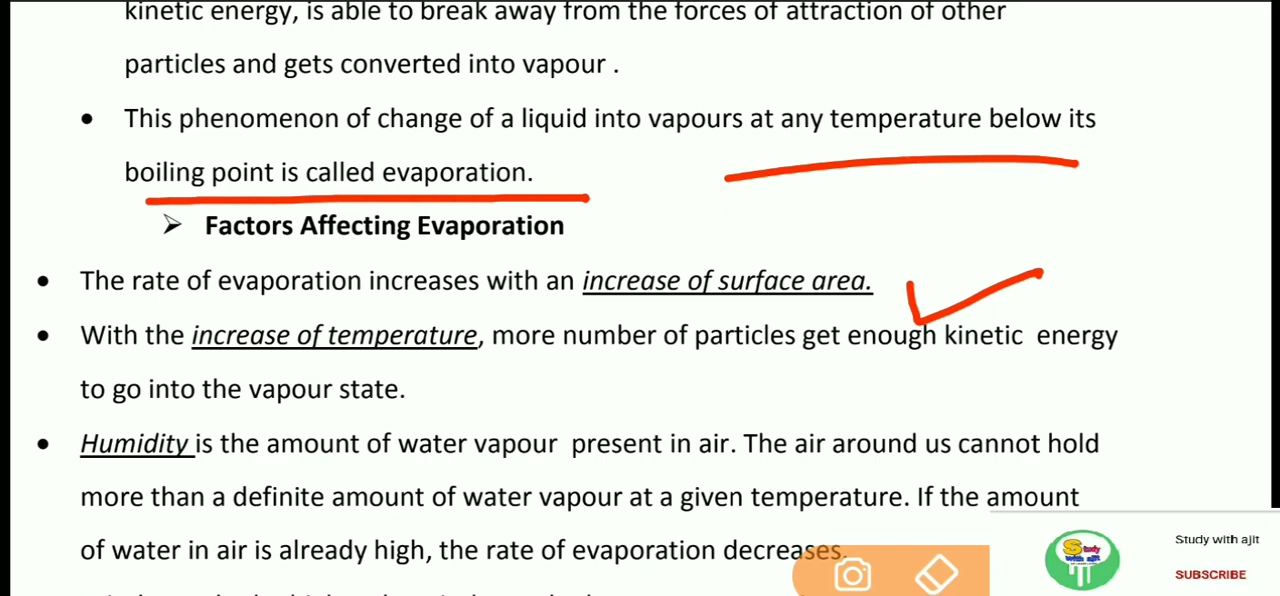 kinetic energy, is able to break away from the forces of attraction of other
particles and gets converted into vapour .
• This phenomenon of change of a liquid into vapours at any temperature below its
boiling point is called evaporation.
➢ Factors Affecting Evaporation
• The rate of evaporation increases with an increase of surface area.
• With the increase of temperature, more number of particles get enough kinetic energy
to go into the vapour state.
• Humidity is the amount of water vapour present in air. The air around us cannot hold
more than a definite amount of water vapour at a given temperature. If the amount
of water in air is already high, the rate of evaporation decreases.
Study with ajit
Study with ajit
SUBSCRIBE